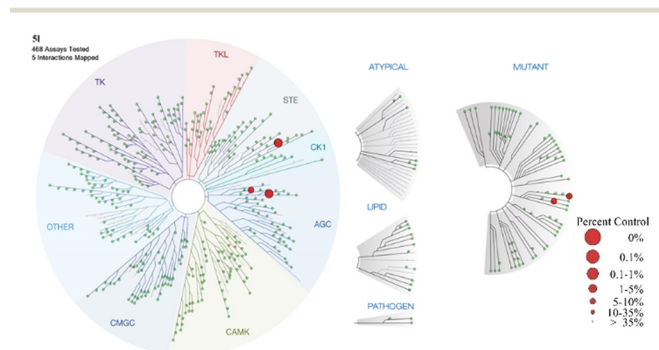 5l
468 Assays Tested
5 Interactions Mapped
TK
TKL
STE
CK1
AGC
CAMK
CMGC
OTHER
ATYPICAL
LIPID
PATHOGEN
MUTANT
Percent Control
0%
0.1%
0.1-1%
1-5%
5-10%
10-35%
> 35%